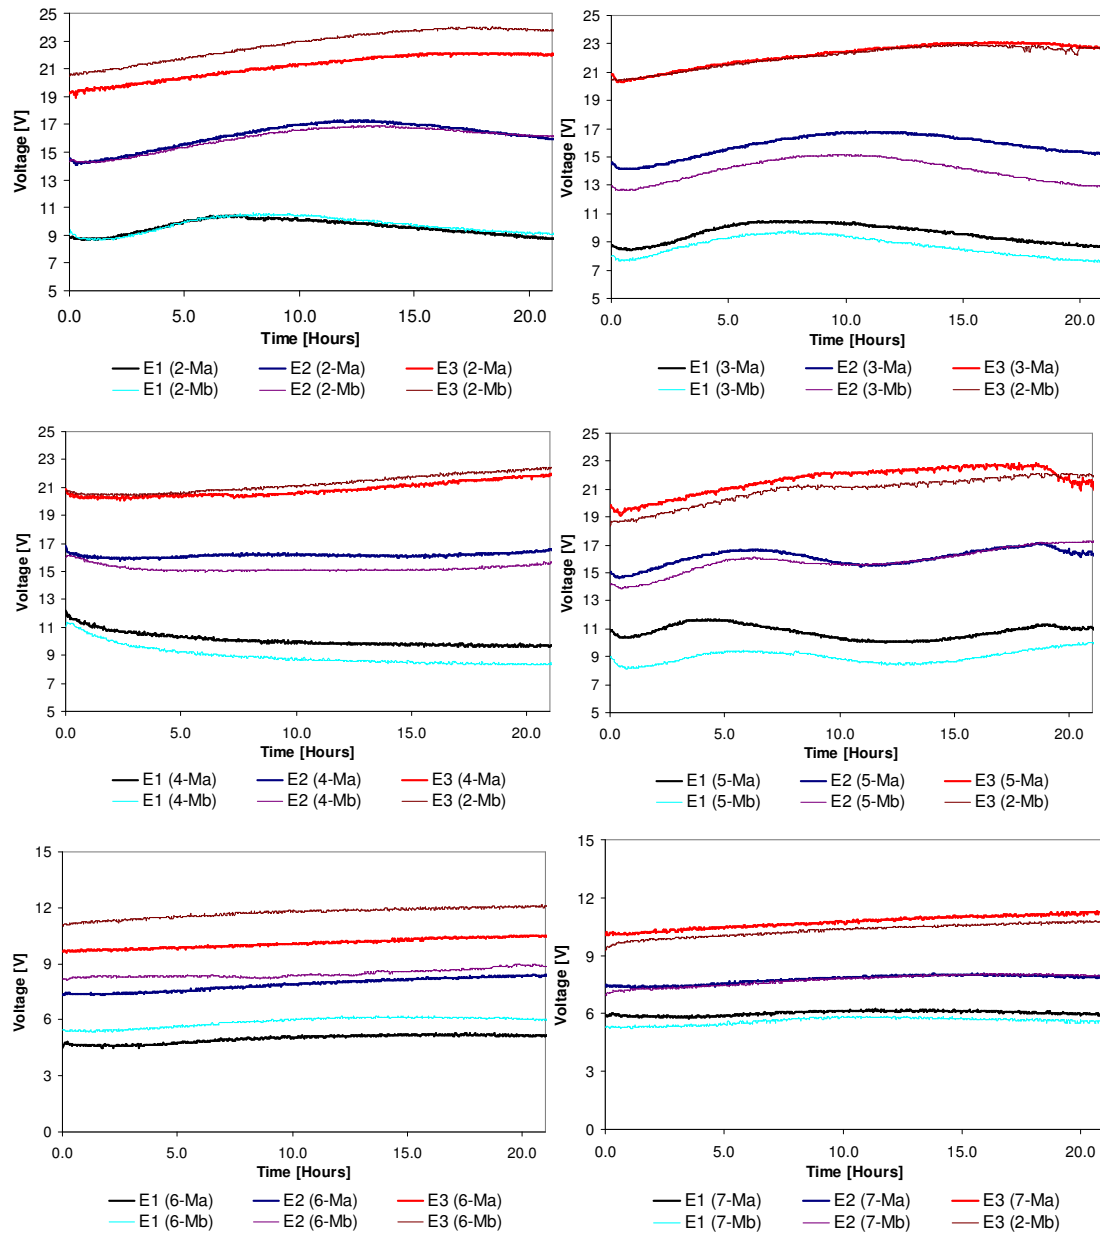 25
23
21
19
17
15
13
11
9
7
5
Voltage [V]
0.0 5.0 10.0 15.0 20.0
Time [Hours]
E1 (2-Ma) E2 (2-Ma) E3 (2-Ma)
E1 (2-Mb) E2 (2-Mb) E3 (2-Mb)
25
23
21
19
17
15
13
11
9
7
5
Voltage [V]
0.0 5.0 10.0 15.0 20.0
Time [Hours]
E1 (3-Ma) E2 (3-Ma) E3 (3-Ma)
E1 (3-Mb) E2 (3-Mb) E3 (2-Mb)
25
23
21
19
17
15
13
11
9
7
5
Voltage [V]
0.0 5.0 10.0 15.0 20.0
Time [Hours]
E1 (4-Ma) E2 (4-Ma) E3 (4-Ma)
E1 (4-Mb) E2 (4-Mb) E3 (2-Mb)
25
23
21
19
17
15
13
11
9
7
5
Voltage [V]
0.0 5.0 10.0 15.0 20.0
Time [Hours]
E1 (5-Ma) E2 (5-Ma) E3 (5-Ma)
E1 (5-Mb) E2 (5-Mb) E3 (2-Mb)
15
12
9
6
3
0
Voltage [V]
0.0 5.0 10.0 15.0 20.0
Time [Hours]
E1 (6-Ma) E2 (6-Ma) E3 (6-Ma)
E1 (6-Mb) E2 (6-Mb) E3 (6-Mb)
15
12
9
6
3
0
Voltage [V]
0.0 5.0 10.0 15.0 20.0
Time [Hours]
E1 (7-Ma) E2 (7-Ma) E3 (7-Ma)
E1 (7-Mb) E2 (7-Mb) E3 (2-Mb)